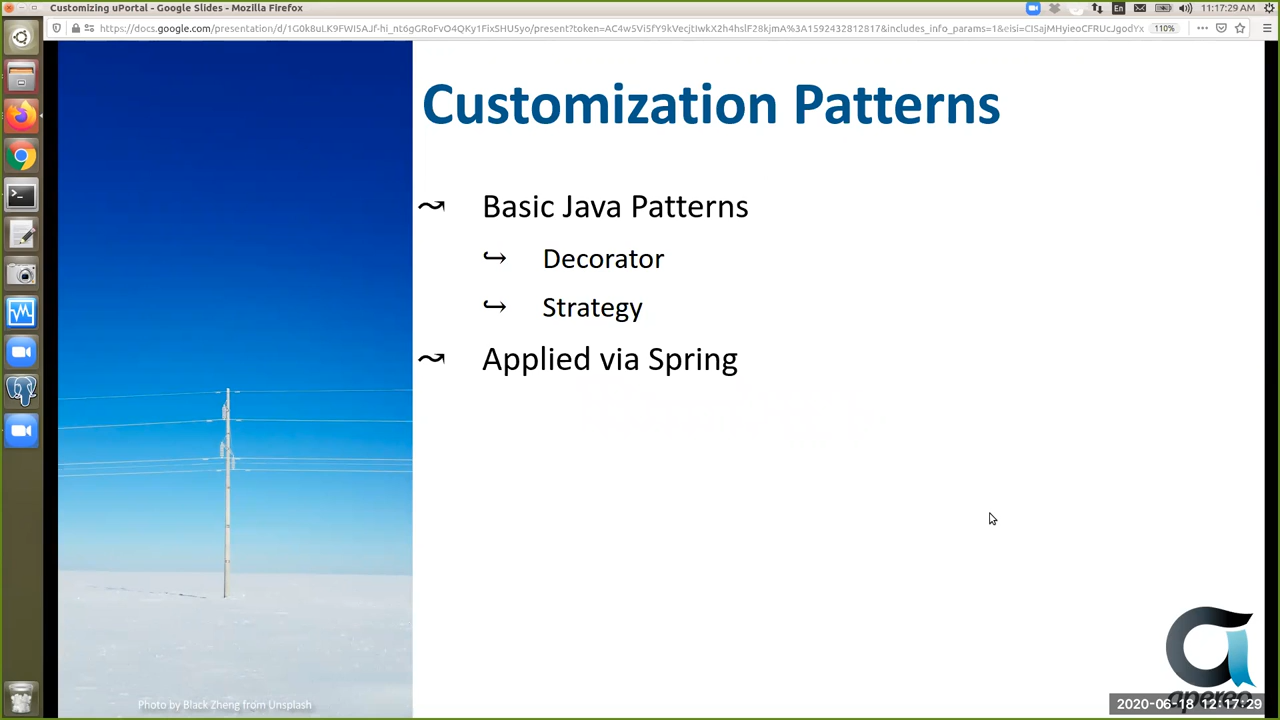 Customizing uPortal - Google Slides - Mozilla Firefox
En
11:17:29 AM
110%
Customization Patterns
↝ Basic Java Patterns
↪ Decorator
↪ Strategy
↝ Applied via Spring
Photo by Black Zheng from Unsplash
2020-06-18 12:17:29